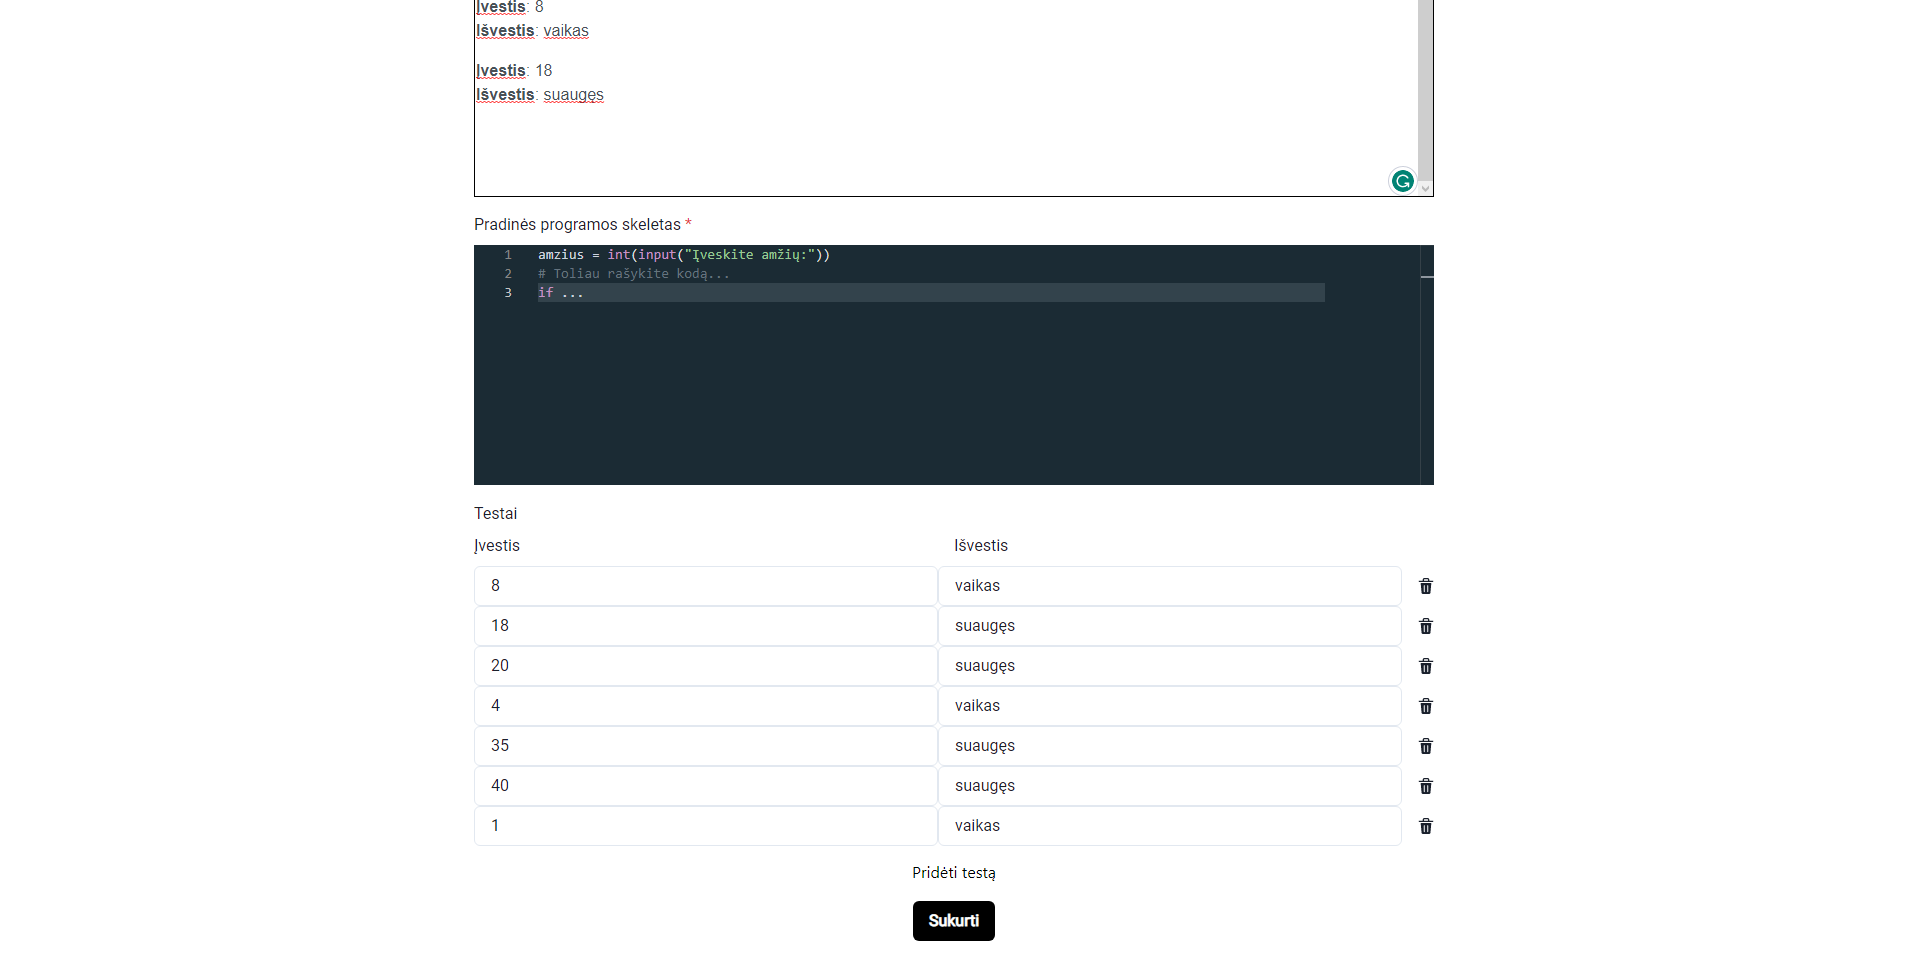 Įvestis: 8
Išvestis: vaikas
Įvestis: 18
Išvestis: suaugęs
Pradinės programos skeletas *
1 amzius = int(input("Įveskite amžių:"))
2 # Toliau rašykite kodą...
3 if ...
Testai
Įvestis Išvestis
8 vaikas
18 suaugęs
20 suaugęs
4 vaikas
35 suaugęs
40 suaugęs
1 vaikas
Pridėti testą
Sukurti